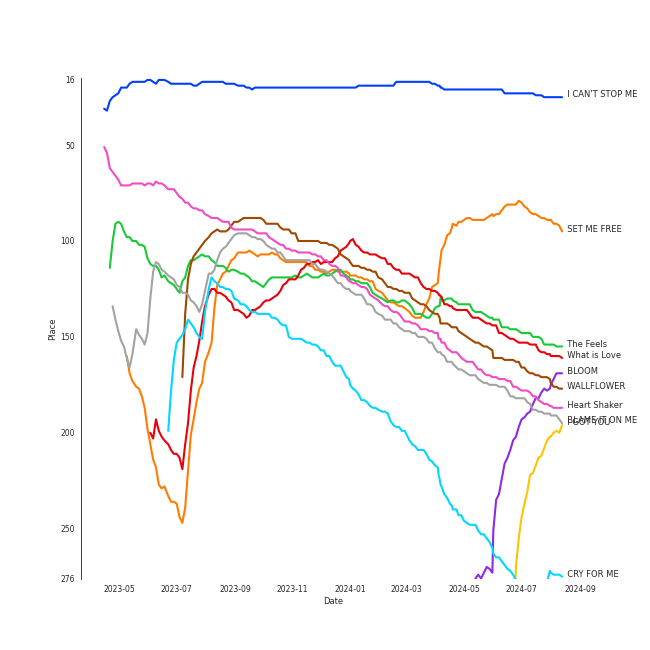 16
I CAN'T STOP ME
50
100
SET ME FREE
150
The Feels
What is Love
BLOOM
WALLFLOWER
Heart Shaker
BLAME IT ON ME
I GOT YOU
200
250
276
CRY FOR ME
Place
2023-05 2023-07 2023-09 2023-11 2024-01 2024-03 2024-05 2024-07 2024-09
Date